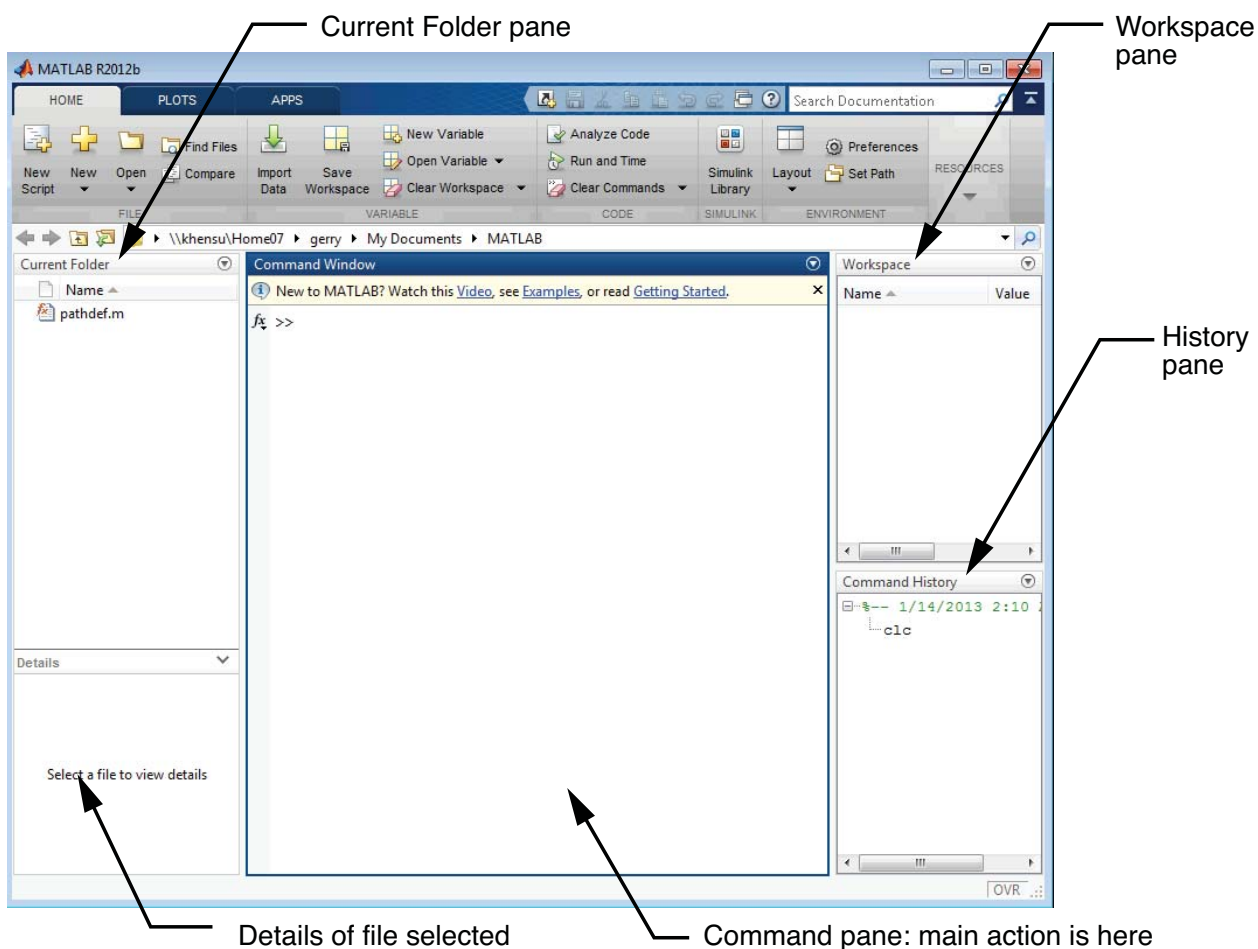 Current Folder pane
Workspace
pane
MATLAB R2012b
HOME PLOTS APPS
Search Documentation
New Script
New
Open
Find Files
Compare
FILE
Import Data
Save Workspace
New Variable
Open Variable
Clear Workspace
VARIABLE
Analyze Code
Run and Time
Clear Commands
CODE
Simulink Library
SIMULINK
Layout
Preferences
Set Path
ENVIRONMENT
RESOURCES
\\khensu\Home07 gerry My Documents MATLAB
Current Folder
Name
pathdef.m
Details
Select a file to view details
Command Window
New to MATLAB? Watch this Video, see Examples, or read Getting Started.
fx >>
Workspace
Name Value
History
pane
Command History
%-- 1/14/2013 2:10
clc
OVR
Details of file selected
Command pane: main action is here